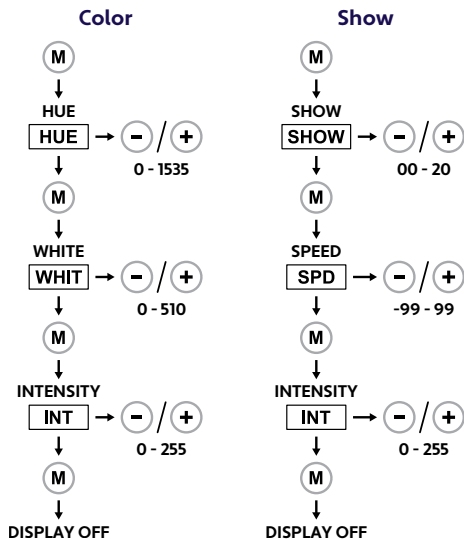 Color
M
HUE
HUE - / +
0 - 1535
M
WHITE
WHIT - / +
0 - 510
M
INTENSITY
INT - / +
0 - 255
M
DISPLAY OFF
Show
M
SHOW
SHOW - / +
00 - 20
M
SPEED
SPD - / +
-99 - 99
M
INTENSITY
INT - / +
0 - 255
M
DISPLAY OFF